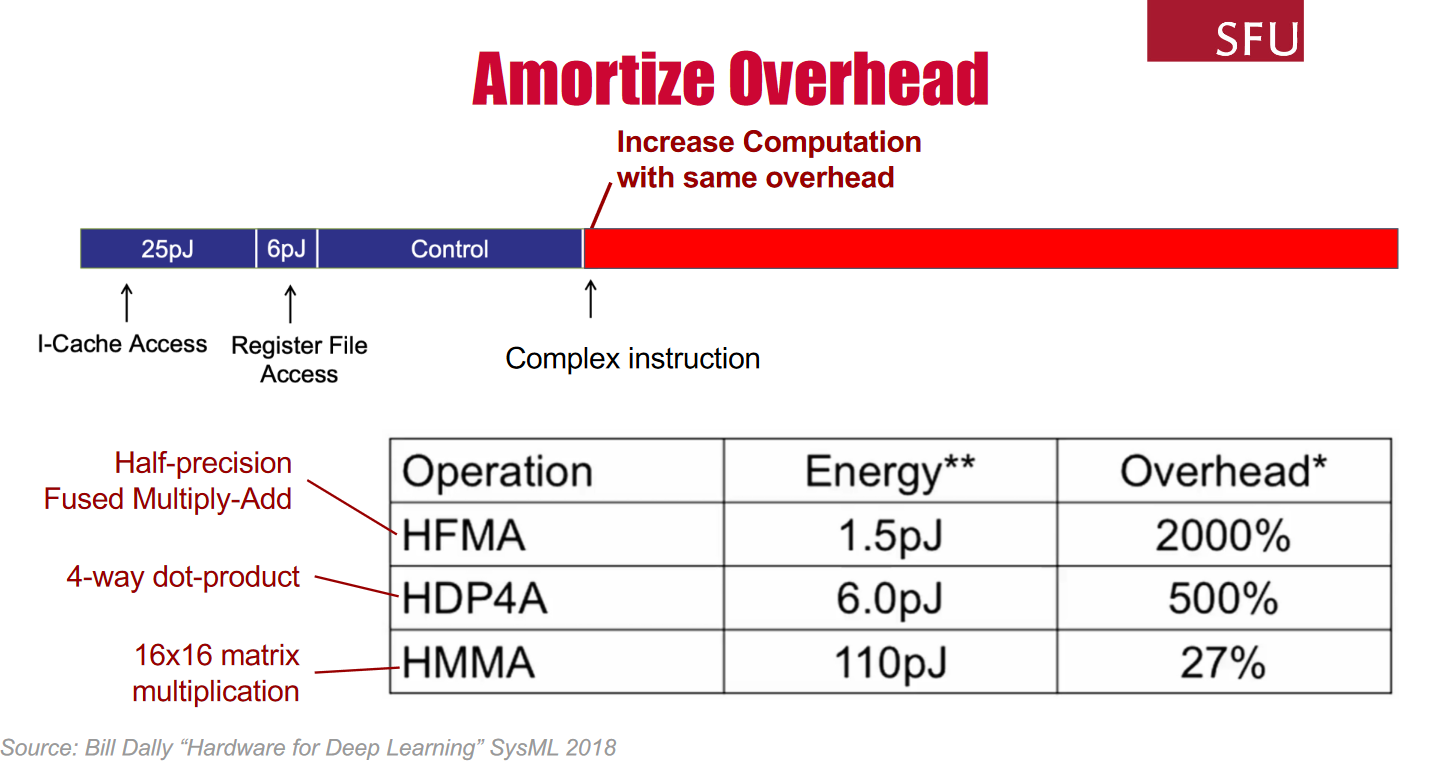 SFU
Amortize Overhead
Increase Computation
with same overhead
25pJ
6pJ
Control
I-Cache Access
Register File
Access
Complex instruction
Half-precision
Fused Multiply-Add
4-way dot-product
16x16 matrix
multiplication
Operation Energy** Overhead*
HFMA 1.5pJ 2000%
HDP4A 6.0pJ 500%
HMMA 110pJ 27%
Source: Bill Dally “Hardware for Deep Learning” SysML 2018